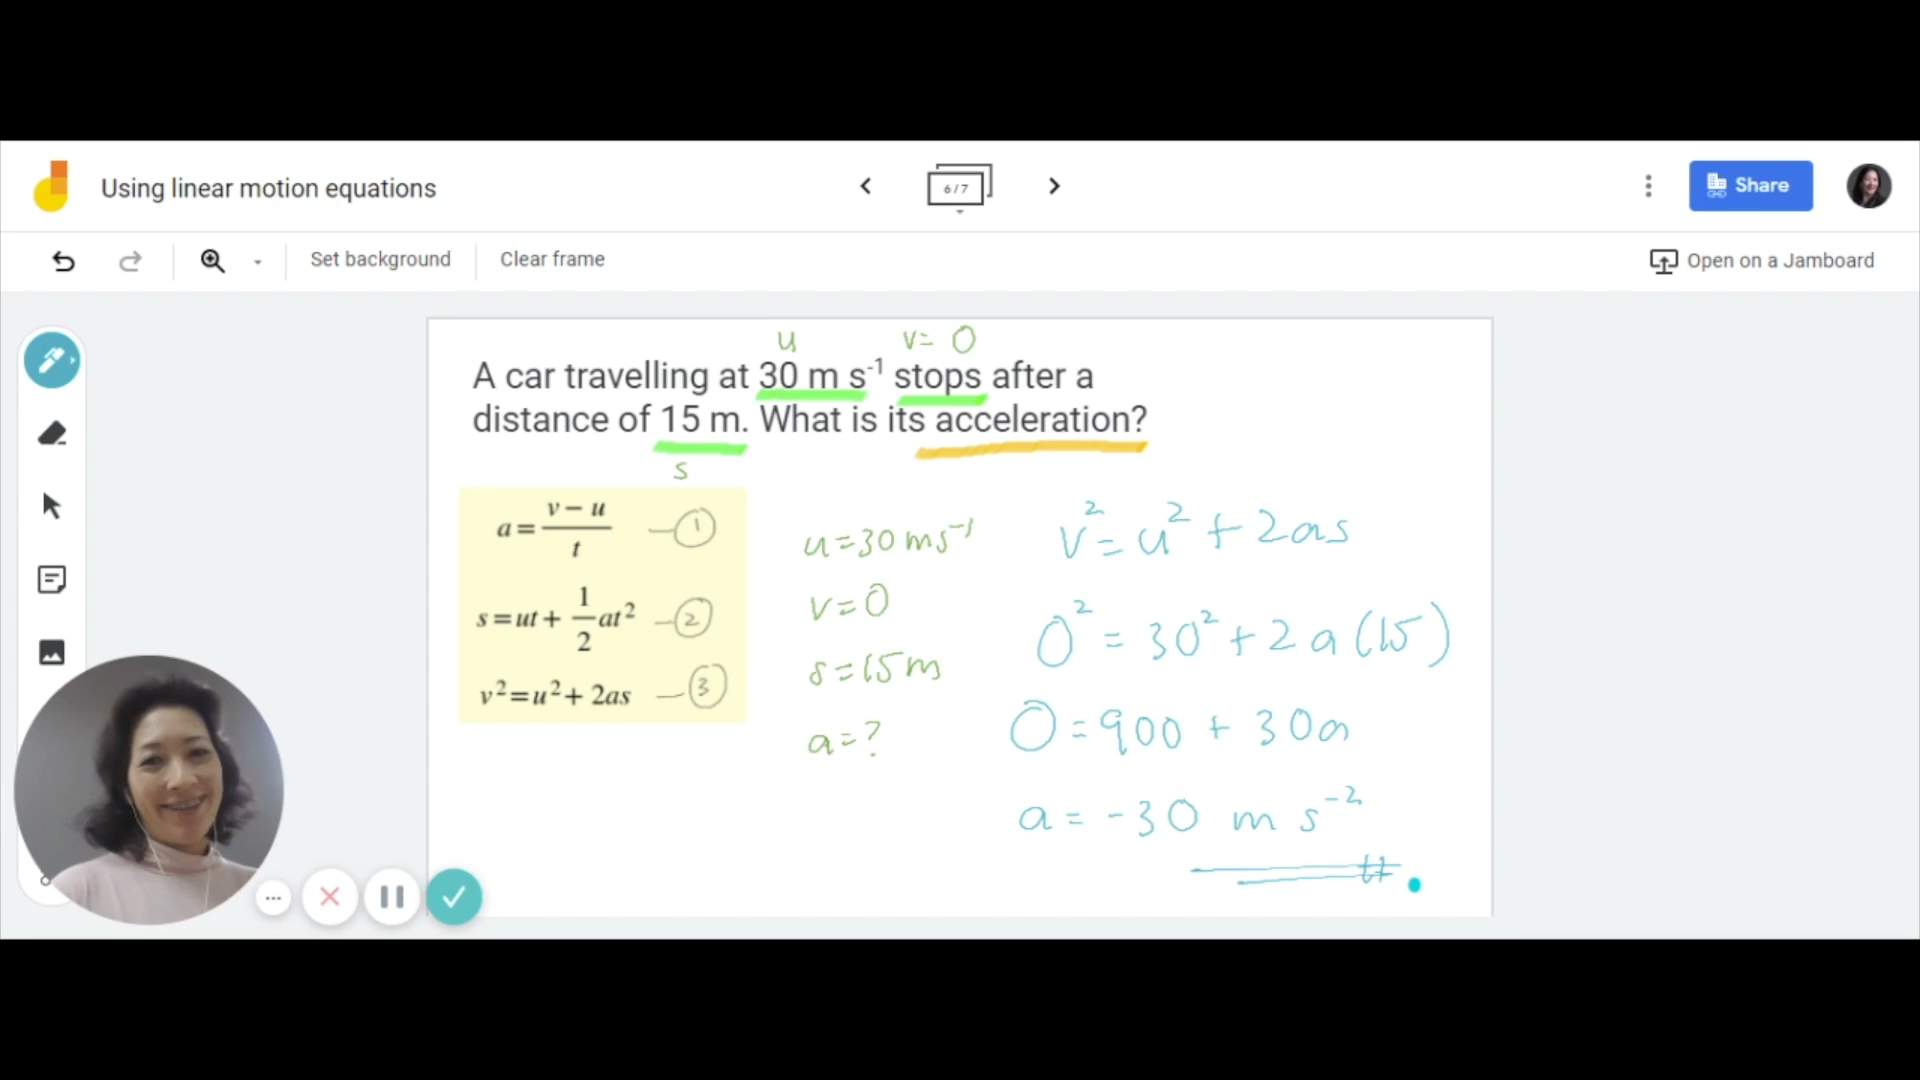 Using linear motion equations
6/7
Share
Set background
Clear frame
Open on a Jamboard
u v= 0
A car travelling at 30 m s⁻¹ stops after a
distance of 15 m. What is its acceleration?
s
a = (v − u)/t —①
s = ut + 1/2 at² —②
v² = u² + 2as —③
u = 30 ms⁻¹
v = 0
s = 15 m
a = ?
v² = u² + 2as
0² = 30² + 2a(15)
0 = 900 + 30a
a = -30 m s⁻²